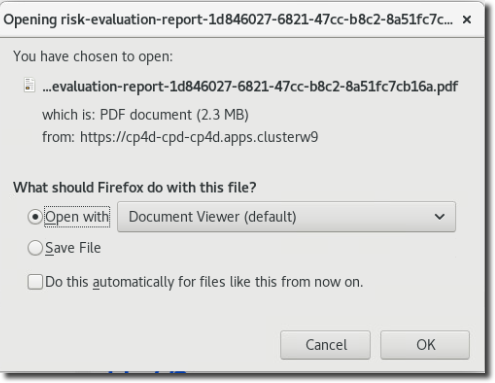 Opening risk-evaluation-report-1d846027-6821-47cc-b8c2-8a51fc7c... ×
You have chosen to open:
...evaluation-report-1d846027-6821-47cc-b8c2-8a51fc7cb16a.pdf
which is: PDF document (2.3 MB)
from: https://cp4d-cpd-cp4d.apps.clusterw9
What should Firefox do with this file?
Open with Document Viewer (default)
Save File
Do this automatically for files like this from now on.
Cancel OK